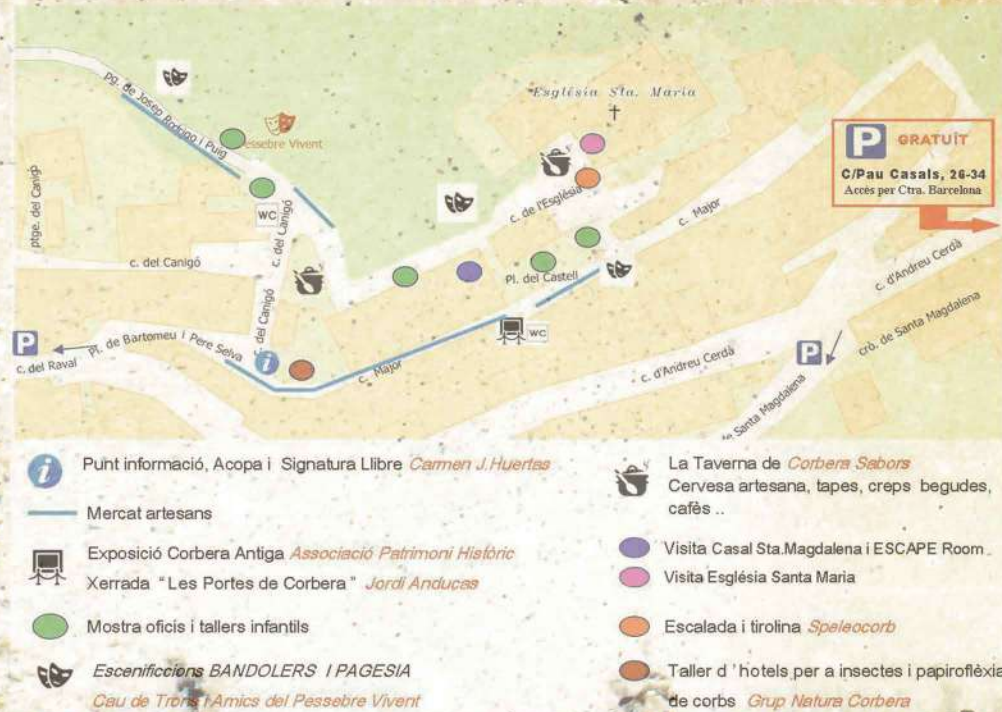 pg. de Josep Rodrigo i Puig
Pessebre Vivent
Església Sta. Maria
P GRATUÏT
C/Pau Casals, 26-34
Accés per Ctra. Barcelona
ptge. del Canigó
WC
c. del Canigó
c. del Canigó
c. de l'Església
c. Major
Pl. del Castell
c. d'Andreu Cerdà
c. del Canigó
WC
crò. de Santa Magdalena
P
Pl. de Bartomeu i Pere Selva
c. del Raval
i
c. Major
c. d'Andreu Cerdà
P
de Santa Magdalena
i Punt informació, Acopa i Signatura Llibre Carmen J.Huertas
Mercat artesans
Exposició Corbera Antiga Associació Patrimoni Històric
Xerrada "Les Portes de Corbera" Jordi Anducas
Mostra oficis i tallers infantils
Escenificcions BANDOLERS I PAGESIA
Cau de Trons i Amics del Pessebre Vivent
La Taverna de Corbera Sabors
Cervesa artesana, tapes, creps begudes,
cafès ..
Visita Casal Sta.Magdalena i ESCAPE Room
Visita Església Santa Maria
Escalada i tirolina Speleocorb
Taller d'hotels per a insectes i papiroflèxia
de corbs Grup Natura Corbera